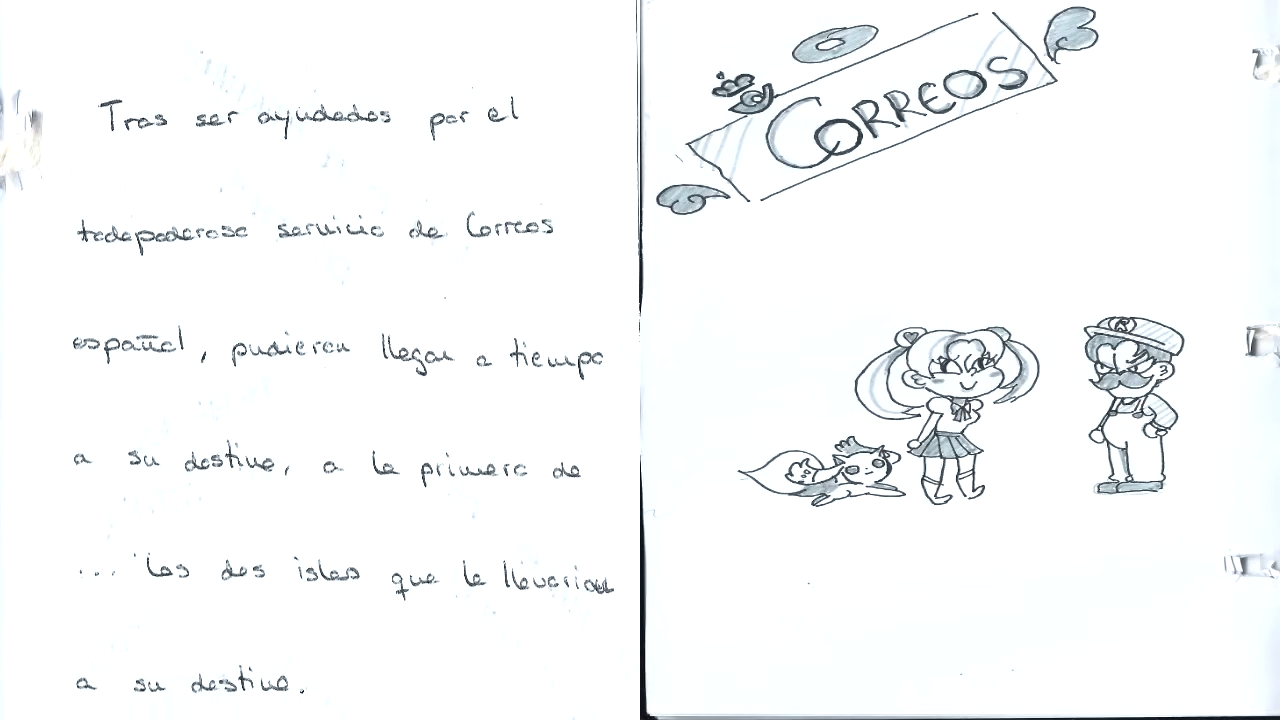 Tras ser ayudados por el
todopoderoso servicio de Correos
español, pudieron llegar a tiempo
a su destino, a la primera de
... las dos islas que le llevarían
a su destino.
CORREOS